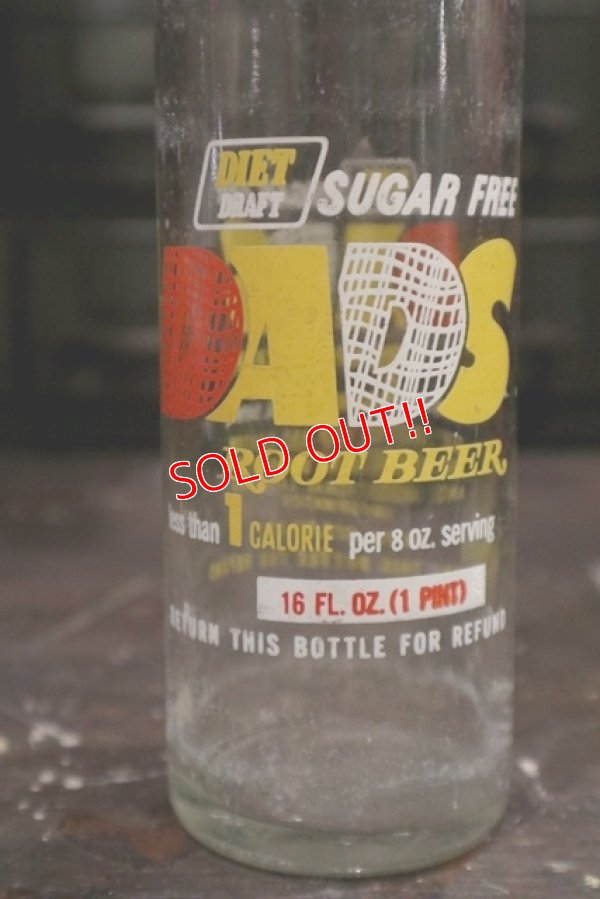 DIET
DRAFT
SUGAR FREE
DADS
ROOT BEER
SOLD OUT!!
less than 1 CALORIE per 8 oz. serving
16 FL. OZ. (1 PINT)
RETURN THIS BOTTLE FOR REFUND